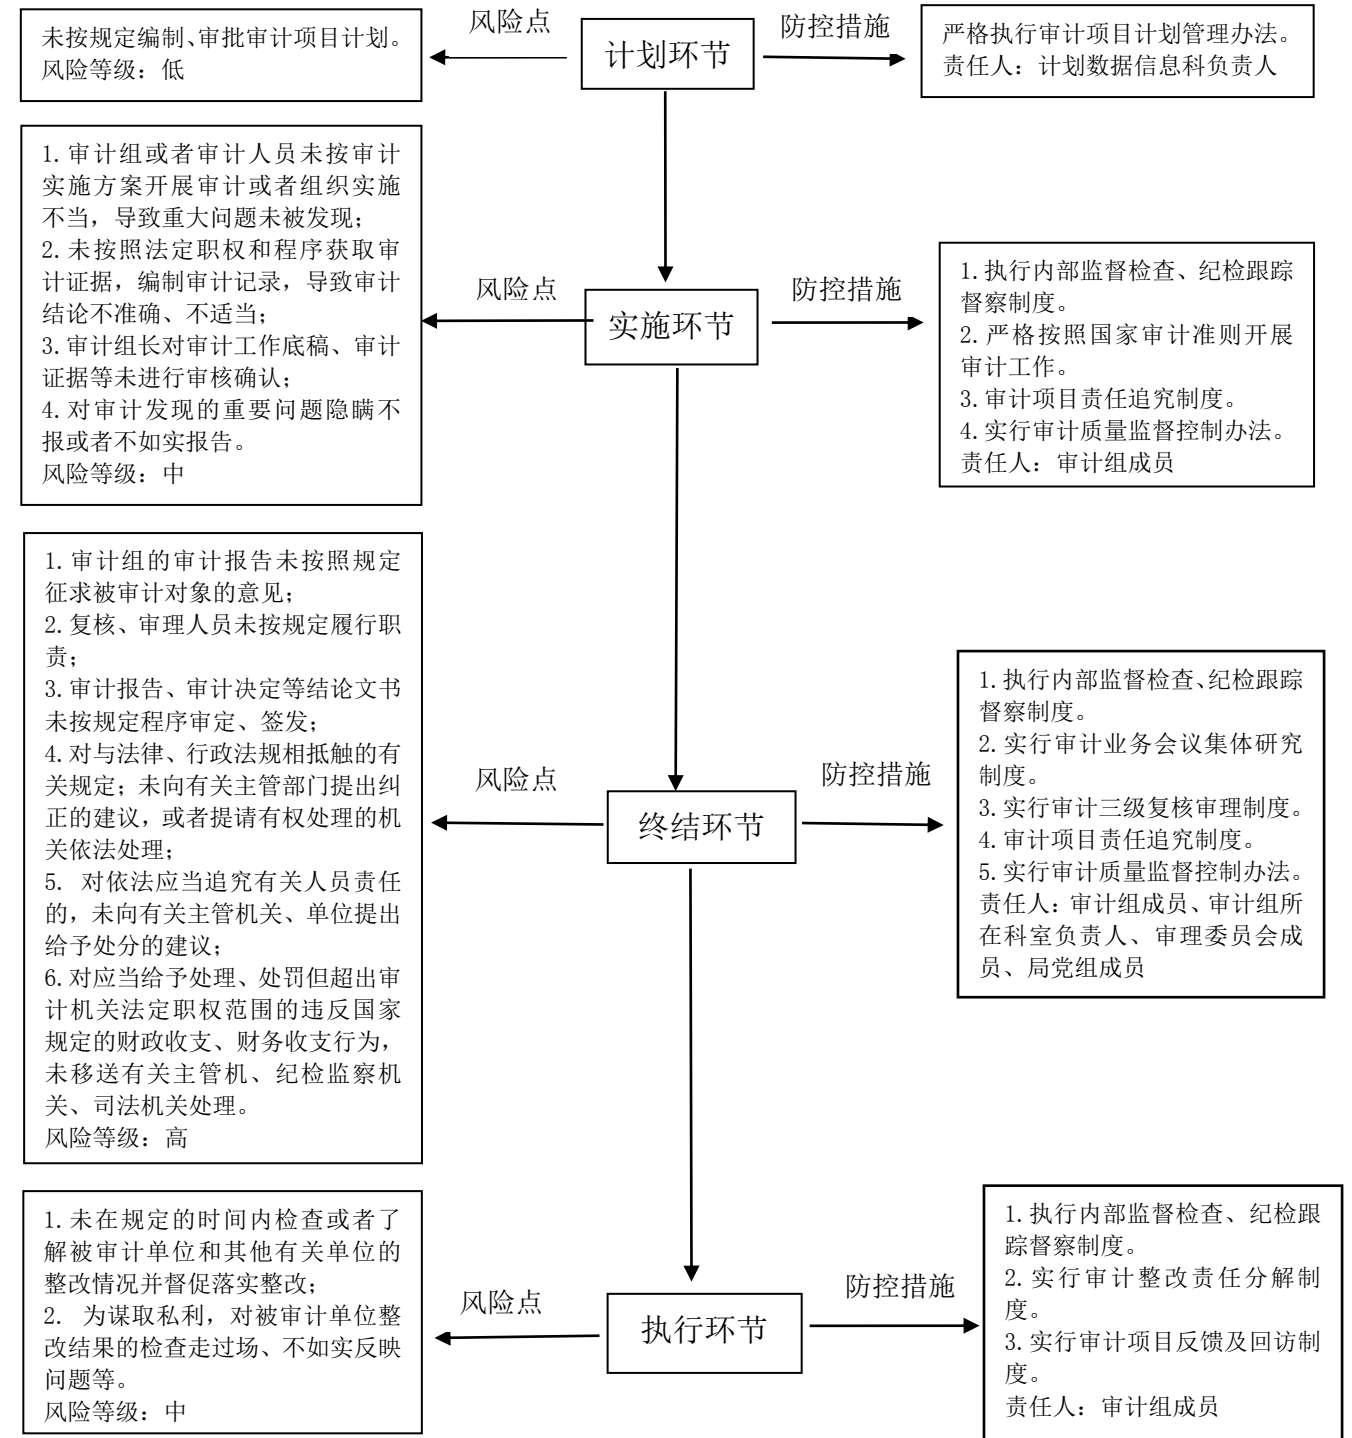 未按规定编制、审批审计项目计划。
风险等级：低
风险点
计划环节
防控措施
严格执行审计项目计划管理办法。
责任人：计划数据信息科负责人
1.审计组或者审计人员未按审计
实施方案开展审计或者组织实施
不当，导致重大问题未被发现；
2.未按照法定职权和程序获取审
计证据，编制审计记录，导致审计
结论不准确、不适当；
3.审计组长对审计工作底稿、审计
证据等未进行审核确认；
4.对审计发现的重要问题隐瞒不
报或者不如实报告。
风险等级：中
风险点
实施环节
防控措施
1.执行内部监督检查、纪检跟踪
督察制度。
2.严格按照国家审计准则开展
审计工作。
3.审计项目责任追究制度。
4.实行审计质量监督控制办法。
责任人：审计组成员
1.审计组的审计报告未按照规定
征求被审计对象的意见；
2.复核、审理人员未按规定履行职
责；
3.审计报告、审计决定等结论文书
未按规定程序审定、签发；
4.对与法律、行政法规相抵触的有
关规定；未向有关主管部门提出纠
正的建议，或者提请有权处理的机
关依法处理；
5. 对依法应当追究有关人员责任
的，未向有关主管机关、单位提出
给予处分的建议；
6.对应当给予处理、处罚但超出审
计机关法定职权范围的违反国家
规定的财政收支、财务收支行为，
未移送有关主管机、纪检监察机
关、司法机关处理。
风险等级：高
风险点
终结环节
防控措施
1.执行内部监督检查、纪检跟踪
督察制度。
2.实行审计业务会议集体研究
制度。
3.实行审计三级复核审理制度。
4.审计项目责任追究制度。
5.实行审计质量监督控制办法。
责任人：审计组成员、审计组所
在科室负责人、审理委员会成
员、局党组成员
1.未在规定的时间内检查或者了
解被审计单位和其他有关单位的
整改情况并督促落实整改；
2. 为谋取私利，对被审计单位整
改结果的检查走过场、不如实反映
问题等。
风险等级：中
风险点
执行环节
防控措施
1.执行内部监督检查、纪检跟
踪督察制度。
2.实行审计整改责任分解制
度。
3.实行审计项目反馈及回访制
度。
责任人：审计组成员